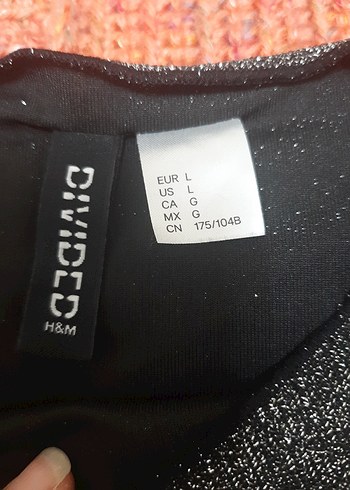 DIVIDED
H&M
EUR L
US L
CA G
MX G
CN 175/104B